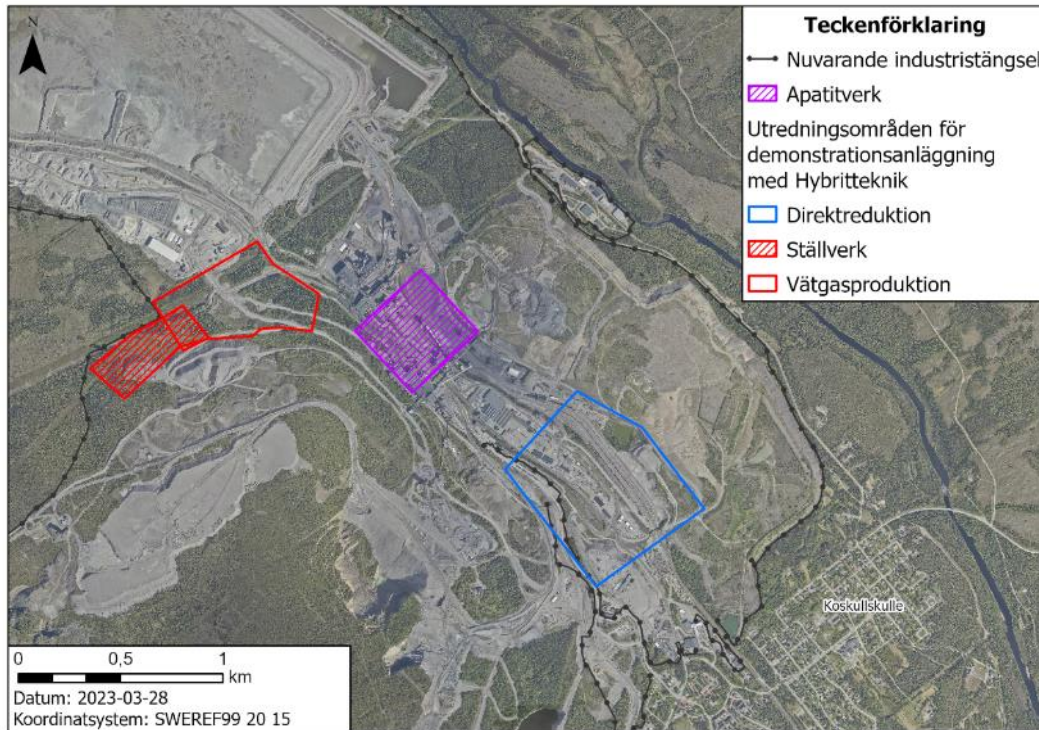 N
Teckenförklaring
Nuvarande industristängsel
Apatitverk
Utredningsområden för
demonstrationsanläggning
med Hybritteknik
Direktreduktion
Ställverk
Vätgasproduktion
Koskullskulle
0 0,5 1
km
Datum: 2023-03-28
Koordinatsystem: SWEREF99 20 15